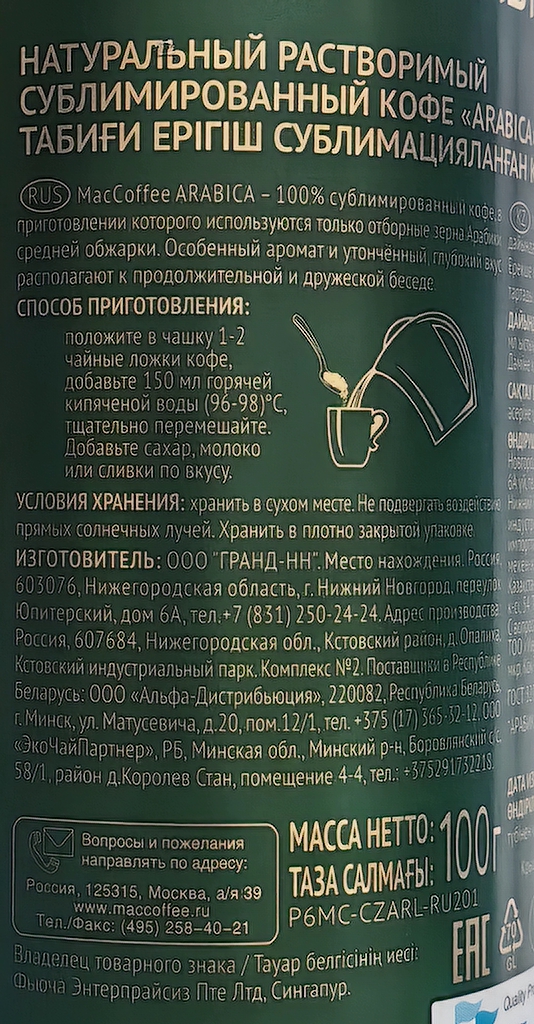 НАТУРАЛЬНЫЙ РАСТВОРИМЫЙ
СУБЛИМИРОВАННЫЙ КОФЕ «ARABICA»
ТАБИҒИ ЕРІГІШ СУБЛИМАЦИЯЛАНҒАН
RUS MacCoffee ARABICA – 100% сублимированный кофе, в
приготовлении которого используются только отборные зерна Арабики
средней обжарки. Особенный аромат и утончённый, глубокий вкус
располагают к продолжительной и дружеской беседе.
СПОСОБ ПРИГОТОВЛЕНИЯ:
положите в чашку 1-2
чайные ложки кофе,
добавьте 150 мл горячей
кипяченой воды (96-98)°С,
тщательно перемешайте.
Добавьте сахар, молоко
или сливки по вкусу.
УСЛОВИЯ ХРАНЕНИЯ: хранить в сухом месте. Не подвергать воздействию
прямых солнечных лучей. Хранить в плотно закрытой упаковке.
ИЗГОТОВИТЕЛЬ: ООО "ГРАНД-НН". Место нахождения: Россия,
603076, Нижегородская область, г. Нижний Новгород, переулок
Юпитерский, дом 6А, тел.+7 (831) 250-24-24. Адрес производства:
Россия, 607684, Нижегородская обл., Кстовский район, д. Опалиха,
Кстовский индустриальный парк. Комплекс №2. Поставщики в Республике
Беларусь: ООО «Альфа-Дистрибьюция», 220082, Республика Беларусь,
г. Минск, ул. Матусевича, д.20, пом.12/1, тел. +375 (17) 365-32-12, ООО
«ЭкоЧайПартнер», РБ, Минская обл., Минский р-н, Боровлянский с/с,
58/1, район д.Королев Стан, помещение 4-4, тел.: +375291732218.
Вопросы и пожелания
направлять по адресу:
Россия, 125315, Москва, а/я 39
www.maccoffee.ru
Тел./Факс: (495) 258-40-21
МАССА НЕТТО:
ТАЗА САЛМАҒЫ: 100г
P6MC-CZARL-RU201
EAC
70
GL
Владелец товарного знака / Тауар белгісінің иесі:
Фьюча Энтерпрайсиз Пте Лтд, Сингапур.
KZ
ГОСТ
Quality